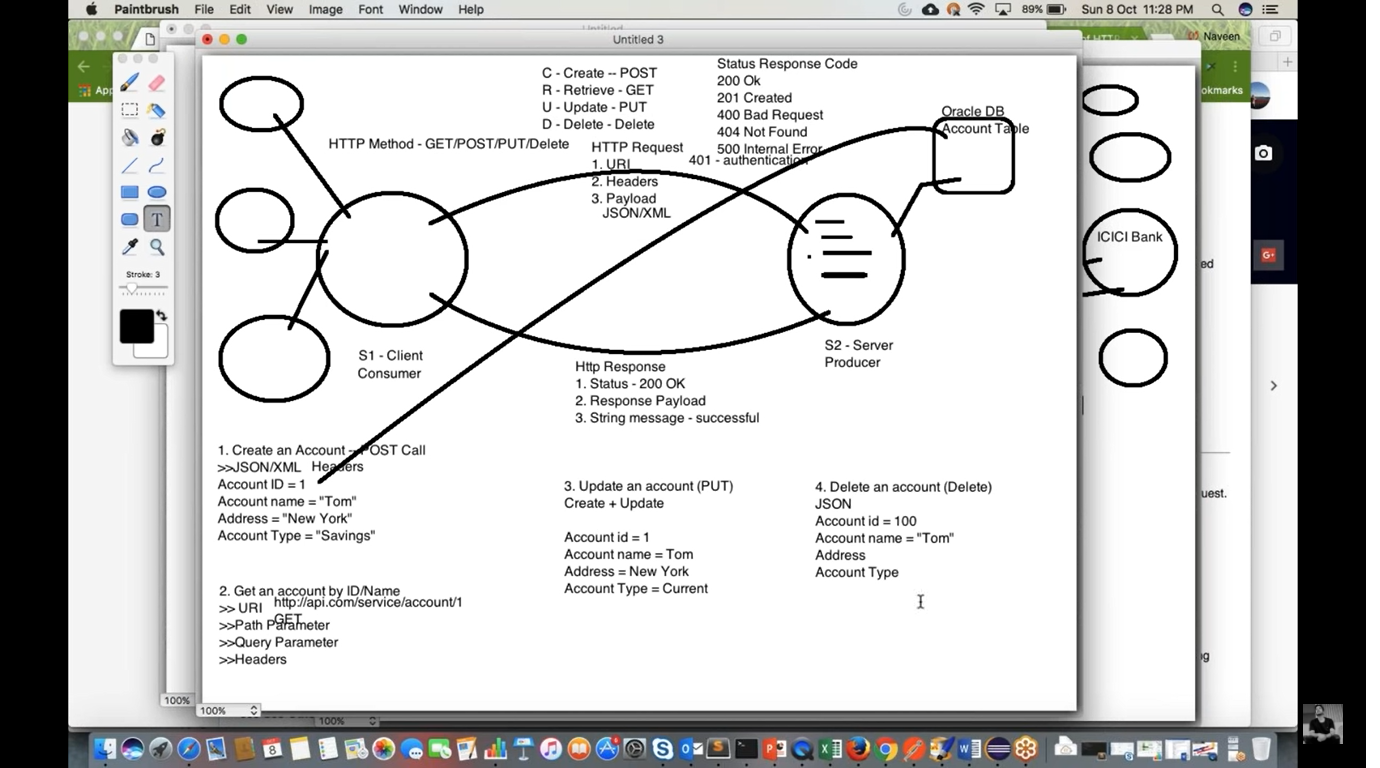 Paintbrush File Edit View Image Font Window Help
89% Sun 8 Oct 11:28 PM
Untitled
Untitled 3
Naveen
App
okmarks
Stroke: 3
C - Create -- POST
R - Retrieve - GET
U - Update - PUT
D - Delete - Delete
Status Response Code
200 Ok
201 Created
400 Bad Request
404 Not Found
500 Internal Error
401 - authentication
Oracle DB
Account Table
HTTP Method - GET/POST/PUT/Delete
HTTP Request
1. URI
2. Headers
3. Payload
JSON/XML
ICICI Bank
ed
S1 - Client
Consumer
S2 - Server
Producer
Http Response
1. Status - 200 OK
2. Response Payload
3. String message - successful
1. Create an Account -- POST Call
>>JSON/XML Headers
Account ID = 1
Account name = "Tom"
Address = "New York"
Account Type = "Savings"
3. Update an account (PUT)
Create + Update
Account id = 1
Account name = Tom
Address = New York
Account Type = Current
4. Delete an account (Delete)
JSON
Account id = 100
Account name = "Tom"
Address
Account Type
uest.
2. Get an account by ID/Name
>> URI http://api.com/service/account/1
GET
>>Path Parameter
>>Query Parameter
>>Headers
ng
100%
100%
100%